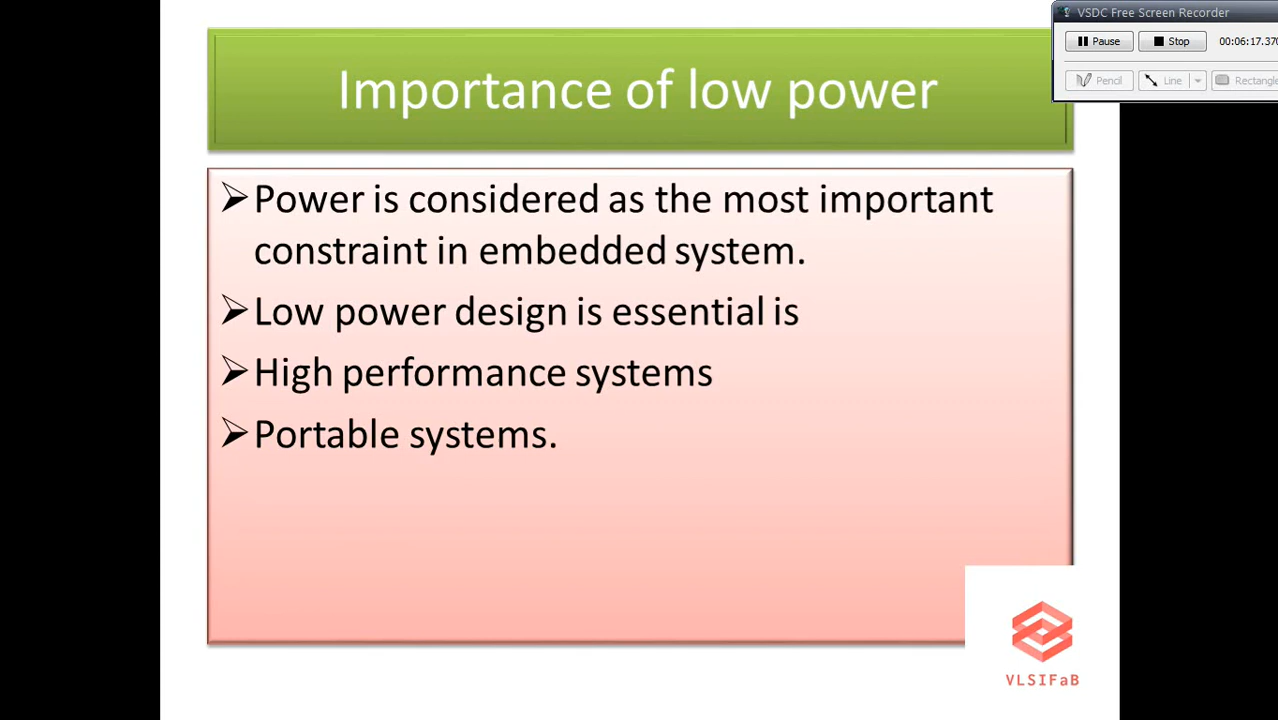 VSDC Free Screen Recorder
Pause Stop 00:06:17.370
Pencil Line Rectangle
Importance of low power
Power is considered as the most important
constraint in embedded system.
Low power design is essential is
High performance systems
Portable systems.
VLSIFaB